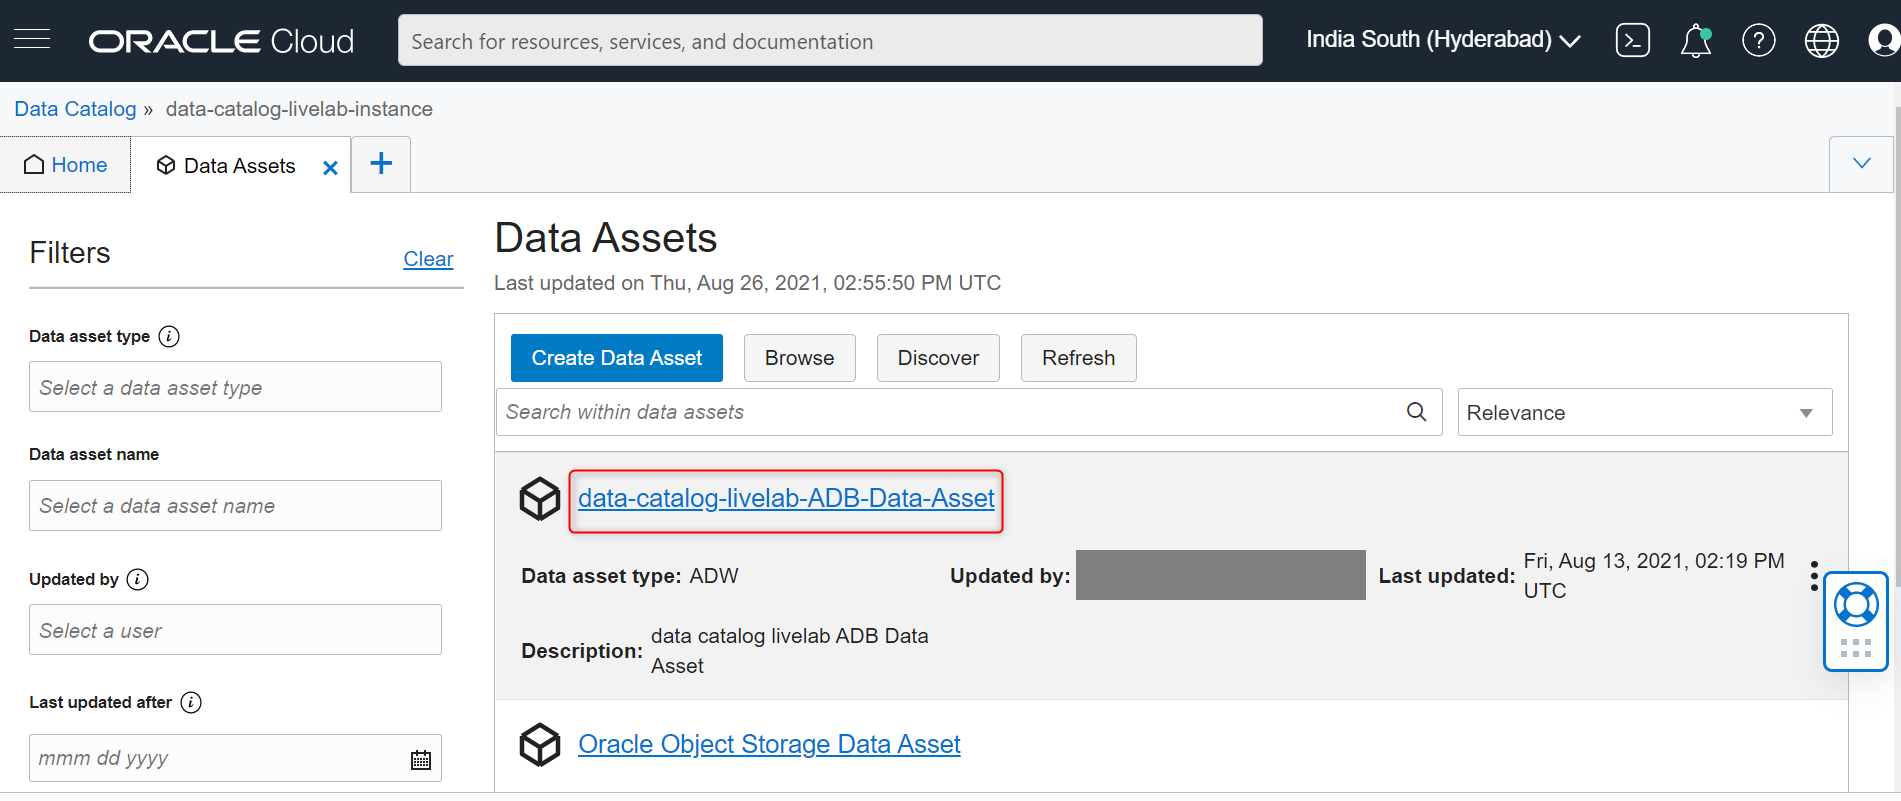 ORACLE Cloud
Search for resources, services, and documentation
India South (Hyderabad)
Data Catalog » data-catalog-livelab-instance
Home
Data Assets
Filters
Clear
Data asset type
Select a data asset type
Data asset name
Select a data asset name
Updated by
Select a user
Last updated after
mmm dd yyyy
Data Assets
Last updated on Thu, Aug 26, 2021, 02:55:50 PM UTC
Create Data Asset Browse Discover Refresh
Search within data assets
Relevance
data-catalog-livelab-ADB-Data-Asset
Data asset type: ADW
Updated by:
Last updated: Fri, Aug 13, 2021, 02:19 PM
UTC
Description: data catalog livelab ADB Data
Asset
Oracle Object Storage Data Asset